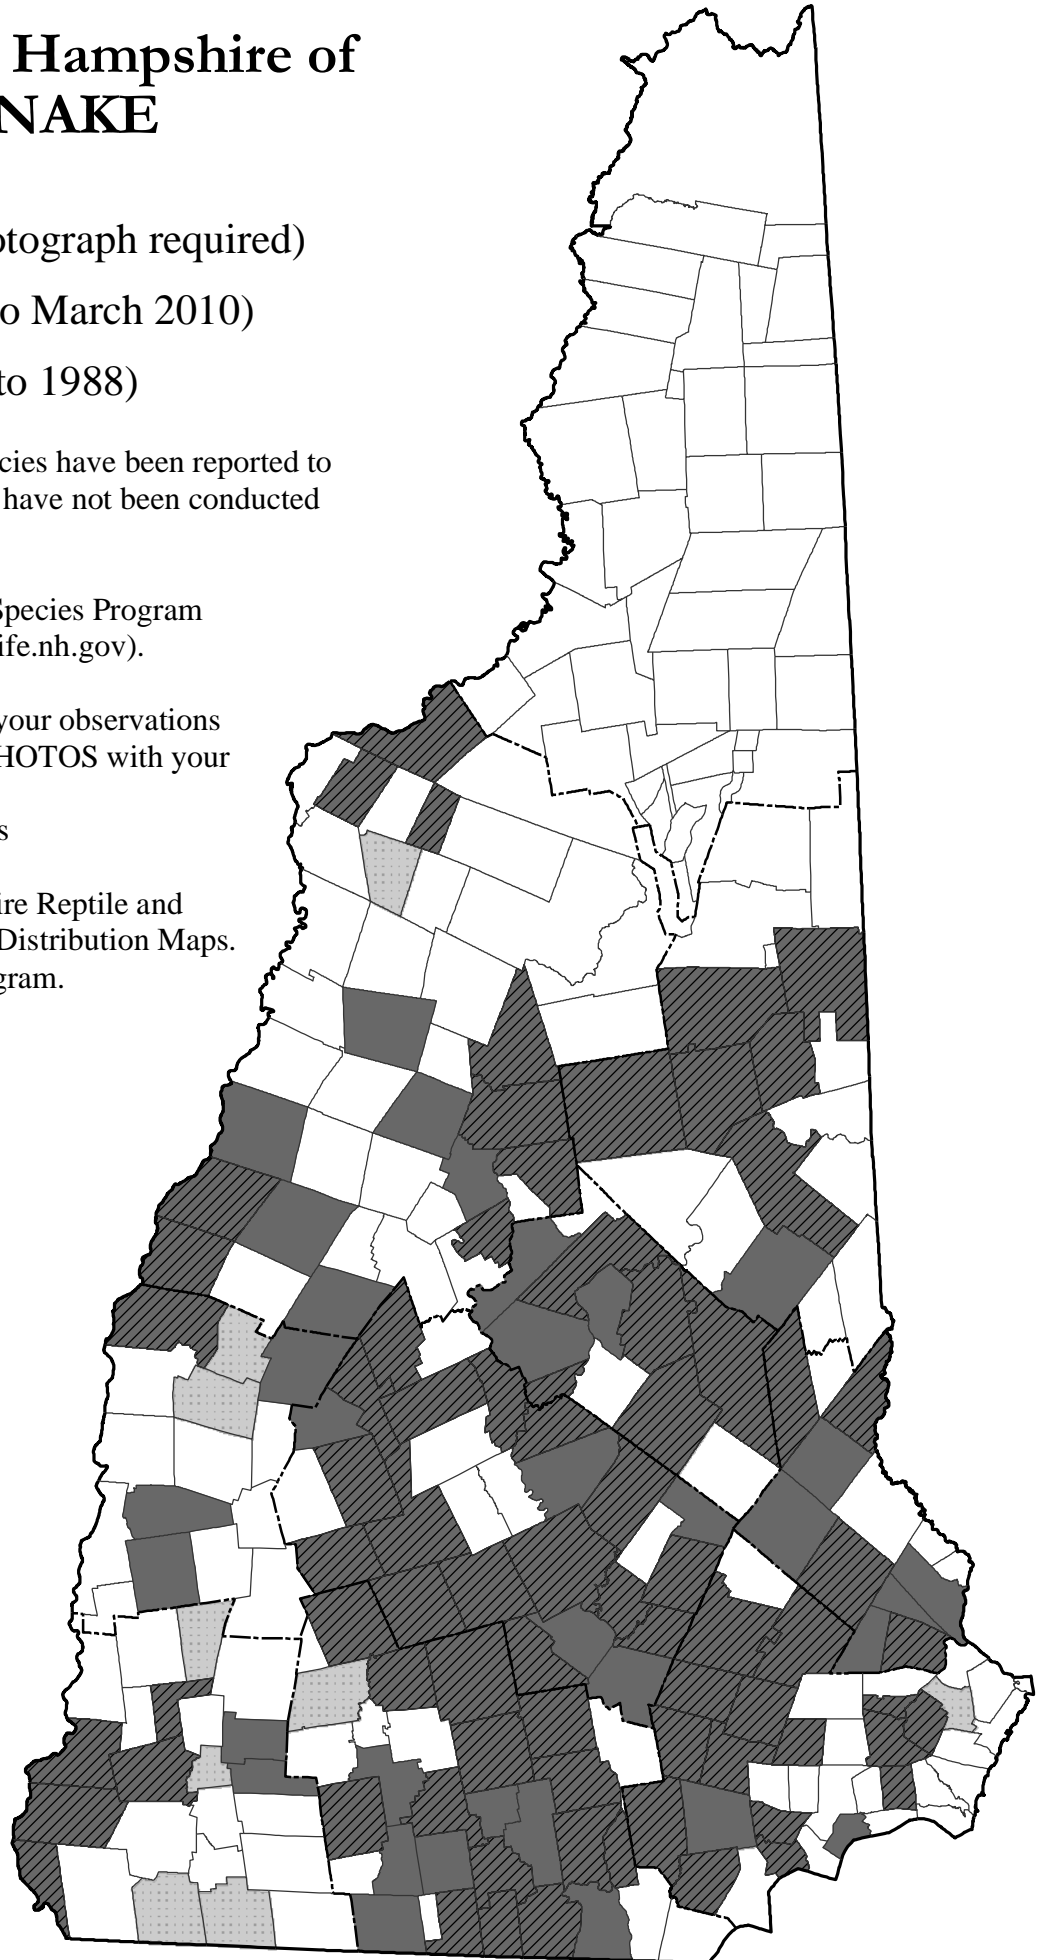 Hampshire of
NAKE
otograph required)
o March 2010)
to 1988)
cies have been reported to
have not been conducted
Species Program
ife.nh.gov).
your observations
HOTOS with your
s
ire Reptile and
Distribution Maps.
gram.